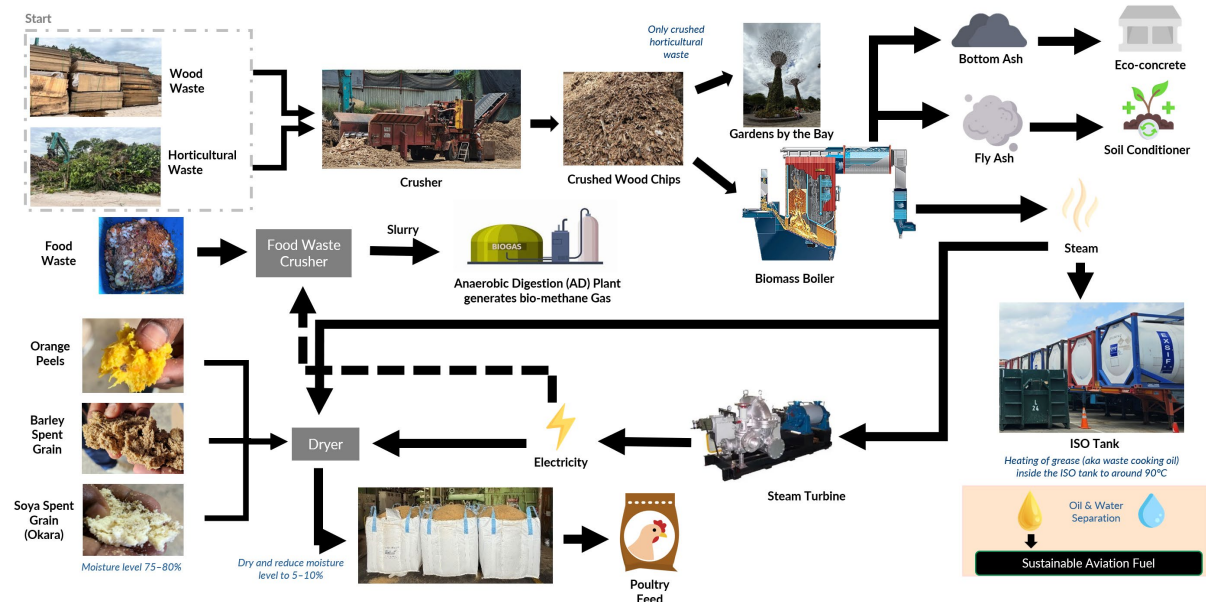 Start
Wood
Waste
Horticultural
Waste
Crusher
Crushed Wood Chips
Only crushed
horticultural
waste
Gardens by the Bay
Biomass Boiler
Bottom Ash
Eco-concrete
Fly Ash
Soil Conditioner
Steam
Food
Waste
Food Waste
Crusher
Slurry
BIOGAS
Anaerobic Digestion (AD) Plant
generates bio-methane Gas
Orange
Peels
Barley
Spent
Grain
Soya Spent
Grain
(Okara)
Moisture level 75–80%
Dryer
Electricity
Steam Turbine
Dry and reduce moisture
level to 5–10%
Poultry
Feed
EXSIF
L
24
ISO Tank
Heating of grease (aka waste cooking oil)
inside the ISO tank to around 90°C
Oil & Water
Separation
Sustainable Aviation Fuel